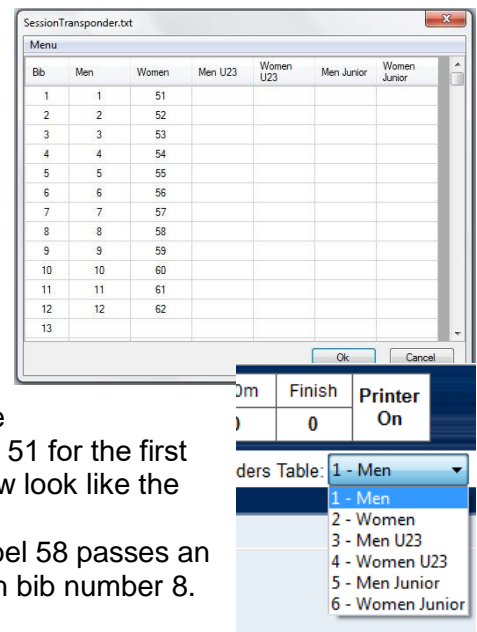 SessionTransponder.txt
x
Menu
Bib Men Women Men U23 Women U23 Men Junior Women Junior
1 1 51
2 2 52
3 3 53
4 4 54
5 5 55
6 6 56
7 7 57
8 8 58
9 9 59
10 10 60
11 11 61
12 12 62
13
Ok Cancel
Finish Printer On
0
51 for the first
look like the
58 passes an
bib number 8.
Table: 1 - Men
1 - Men
2 - Women
3 - Men U23
4 - Women U23
5 - Men Junior
6 - Women Junior